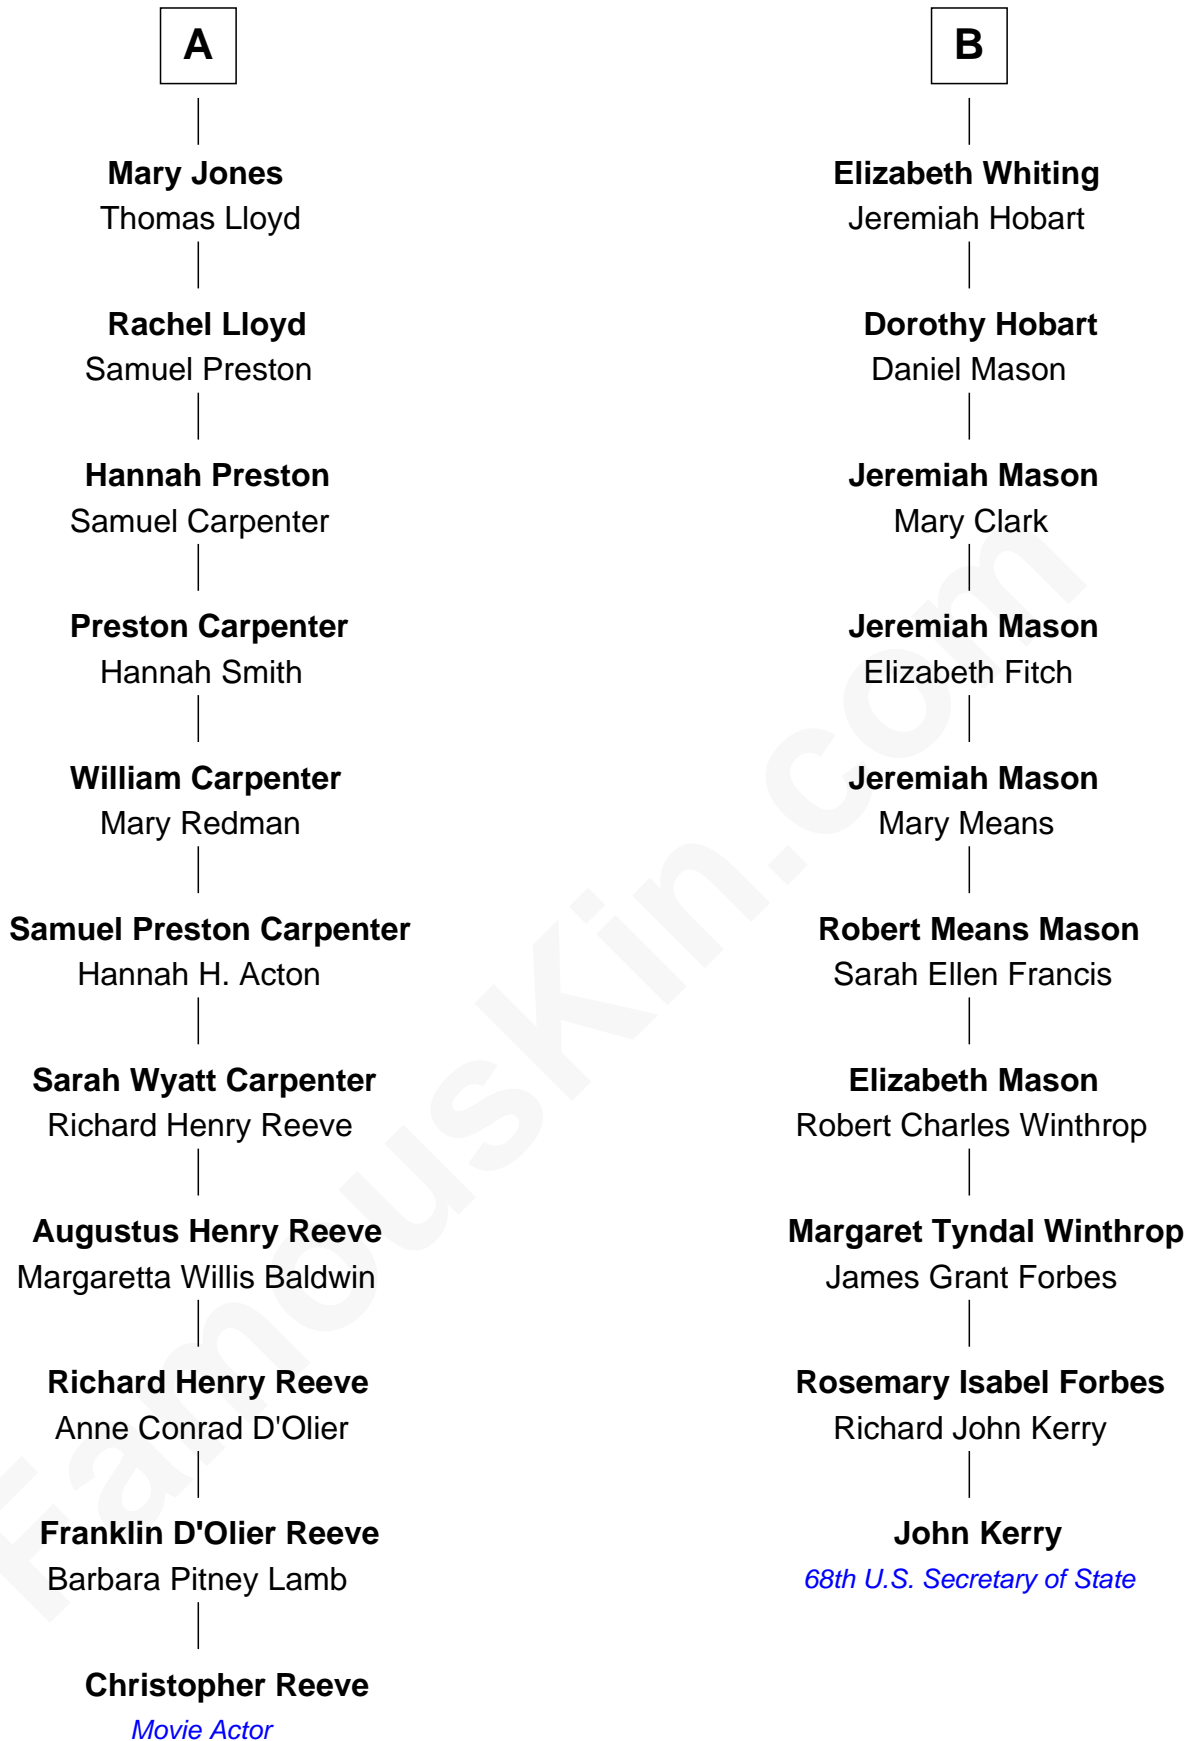 A
Mary Jones
Thomas Lloyd
Rachel Lloyd
Samuel Preston
Hannah Preston
Samuel Carpenter
Preston Carpenter
Hannah Smith
William Carpenter
Mary Redman
Samuel Preston Carpenter
Hannah H. Acton
Sarah Wyatt Carpenter
Richard Henry Reeve
Augustus Henry Reeve
Margaretta Willis Baldwin
Richard Henry Reeve
Anne Conrad D'Olier
Franklin D'Olier Reeve
Barbara Pitney Lamb
Christopher Reeve
Movie Actor
B
Elizabeth Whiting
Jeremiah Hobart
Dorothy Hobart
Daniel Mason
Jeremiah Mason
Mary Clark
Jeremiah Mason
Elizabeth Fitch
Jeremiah Mason
Mary Means
Robert Means Mason
Sarah Ellen Francis
Elizabeth Mason
Robert Charles Winthrop
Margaret Tyndal Winthrop
James Grant Forbes
Rosemary Isabel Forbes
Richard John Kerry
John Kerry
68th U.S. Secretary of State
FamousKin.com